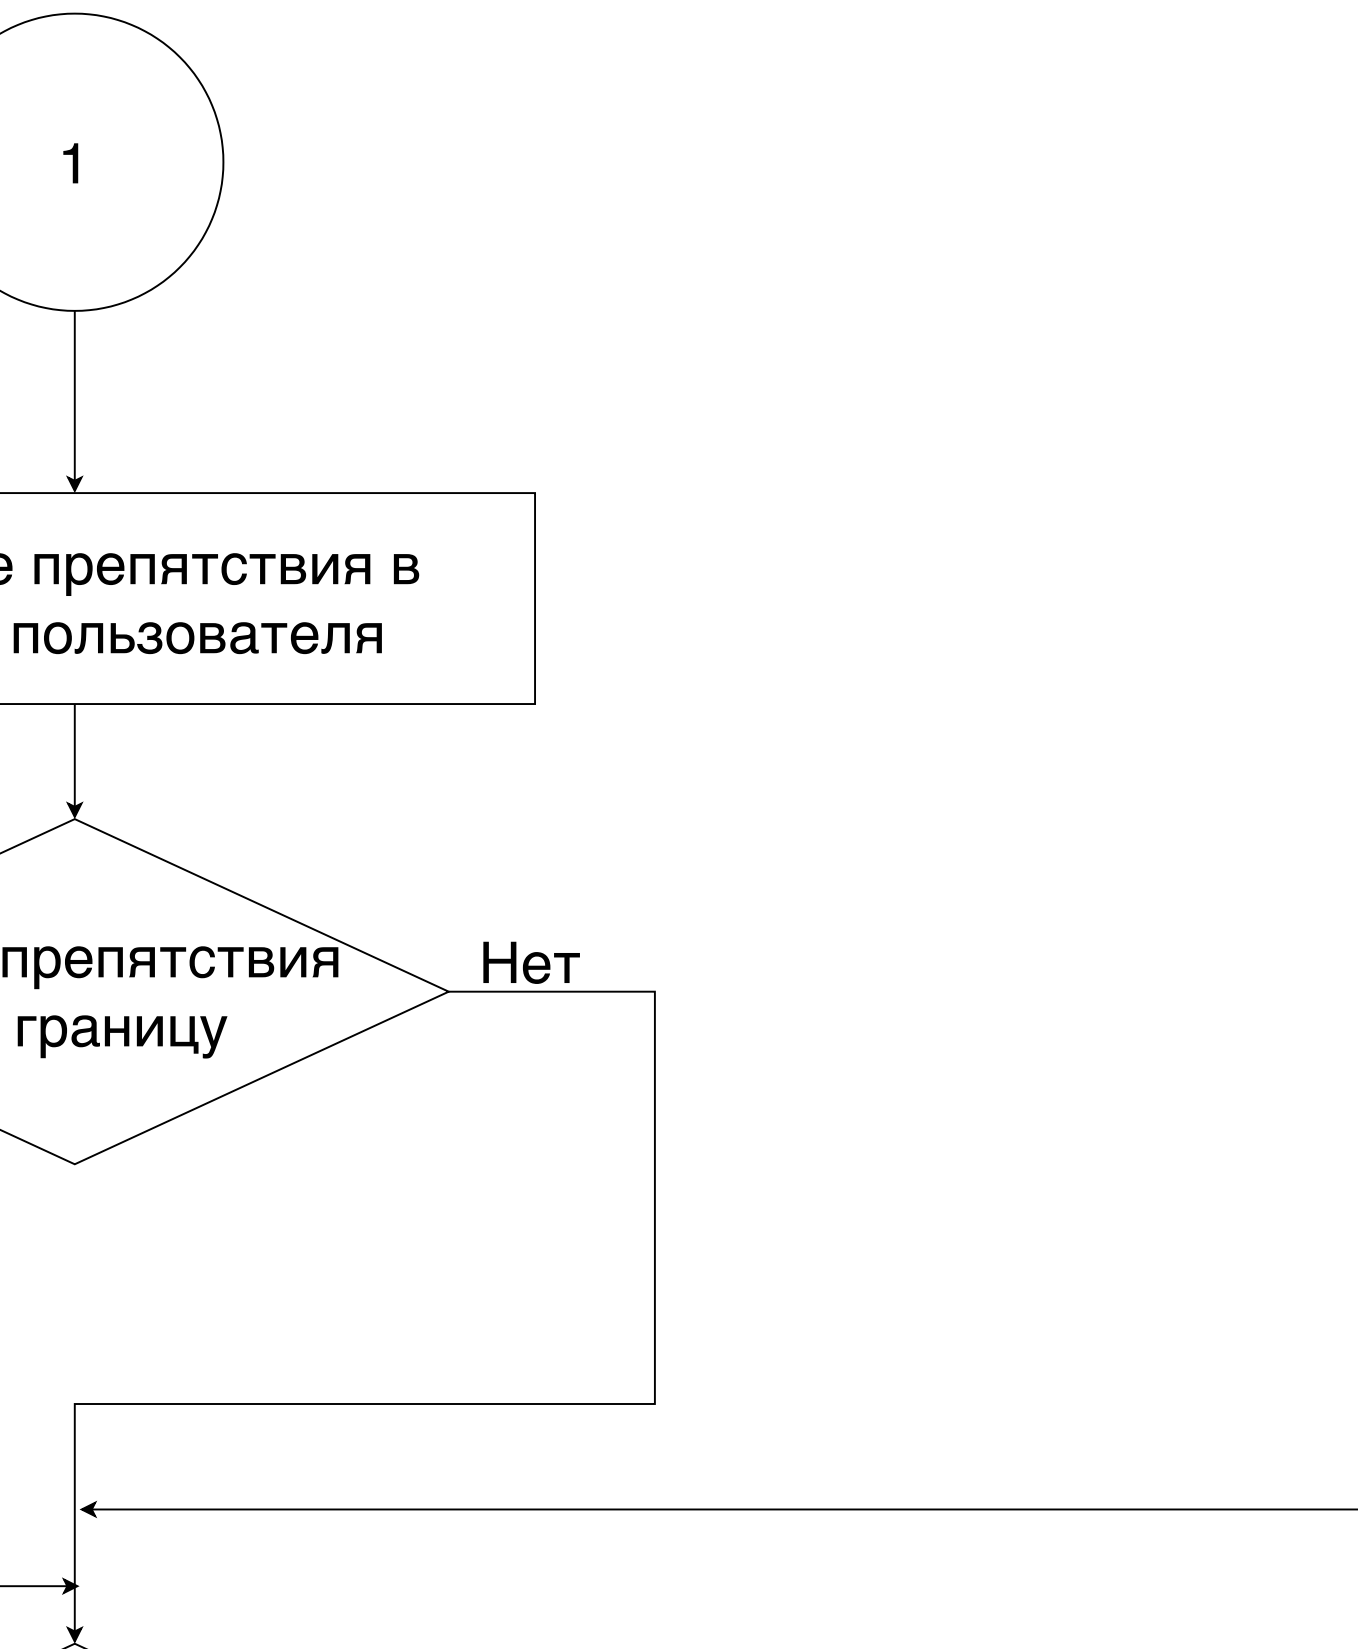 1
е препятствия в
пользователя
препятствия
границу
Нет